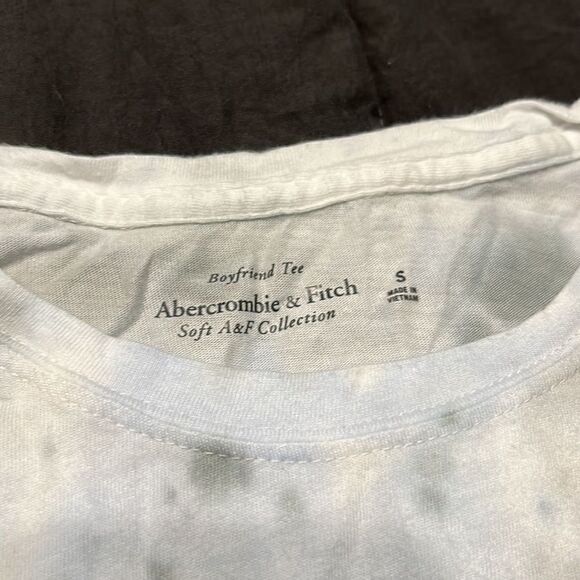 Boyfriend Tee
Abercrombie & Fitch
Soft A&F Collection
S
MADE IN
VIETNAM